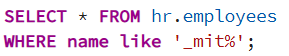 SELECT * FROM hr.employees
WHERE name like '_mit%';